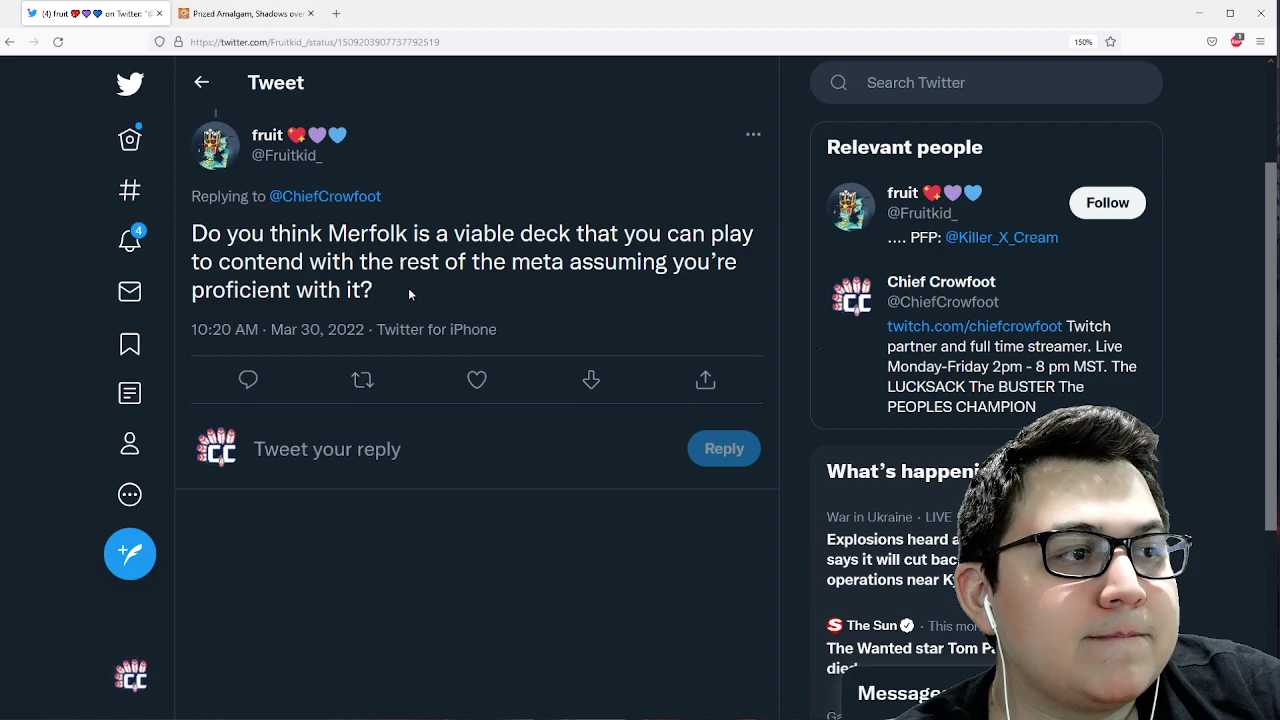 (4) fruit 💖💜💙 on Twitter: "@
Prized Amalgam, Shadows over
https://twitter.com/Fruitkid_/status/1509203907737792519
150%
Tweet
Search Twitter
fruit 💖💜💙
@Fruitkid_
Replying to @ChiefCrowfoot
Do you think Merfolk is a viable deck that you can play
to contend with the rest of the meta assuming you’re
proficient with it?
10:20 AM · Mar 30, 2022 · Twitter for iPhone
4
Tweet your reply
Reply
CC
Relevant people
fruit 💖💜💙
@Fruitkid_
Follow
.... PFP: @Killer_X_Cream
Chief Crowfoot
@ChiefCrowfoot
CC
twitch.com/chiefcrowfoot Twitch
partner and full time streamer. Live
Monday-Friday 2pm - 8 pm MST. The
LUCKSACK The BUSTER The
PEOPLES CHAMPION
What’s happeni
War in Ukraine · LIVE
Explosions heard a
says it will cut bac
operations near K
The Sun · This mo
The Wanted star Tom P
died
Message
CC